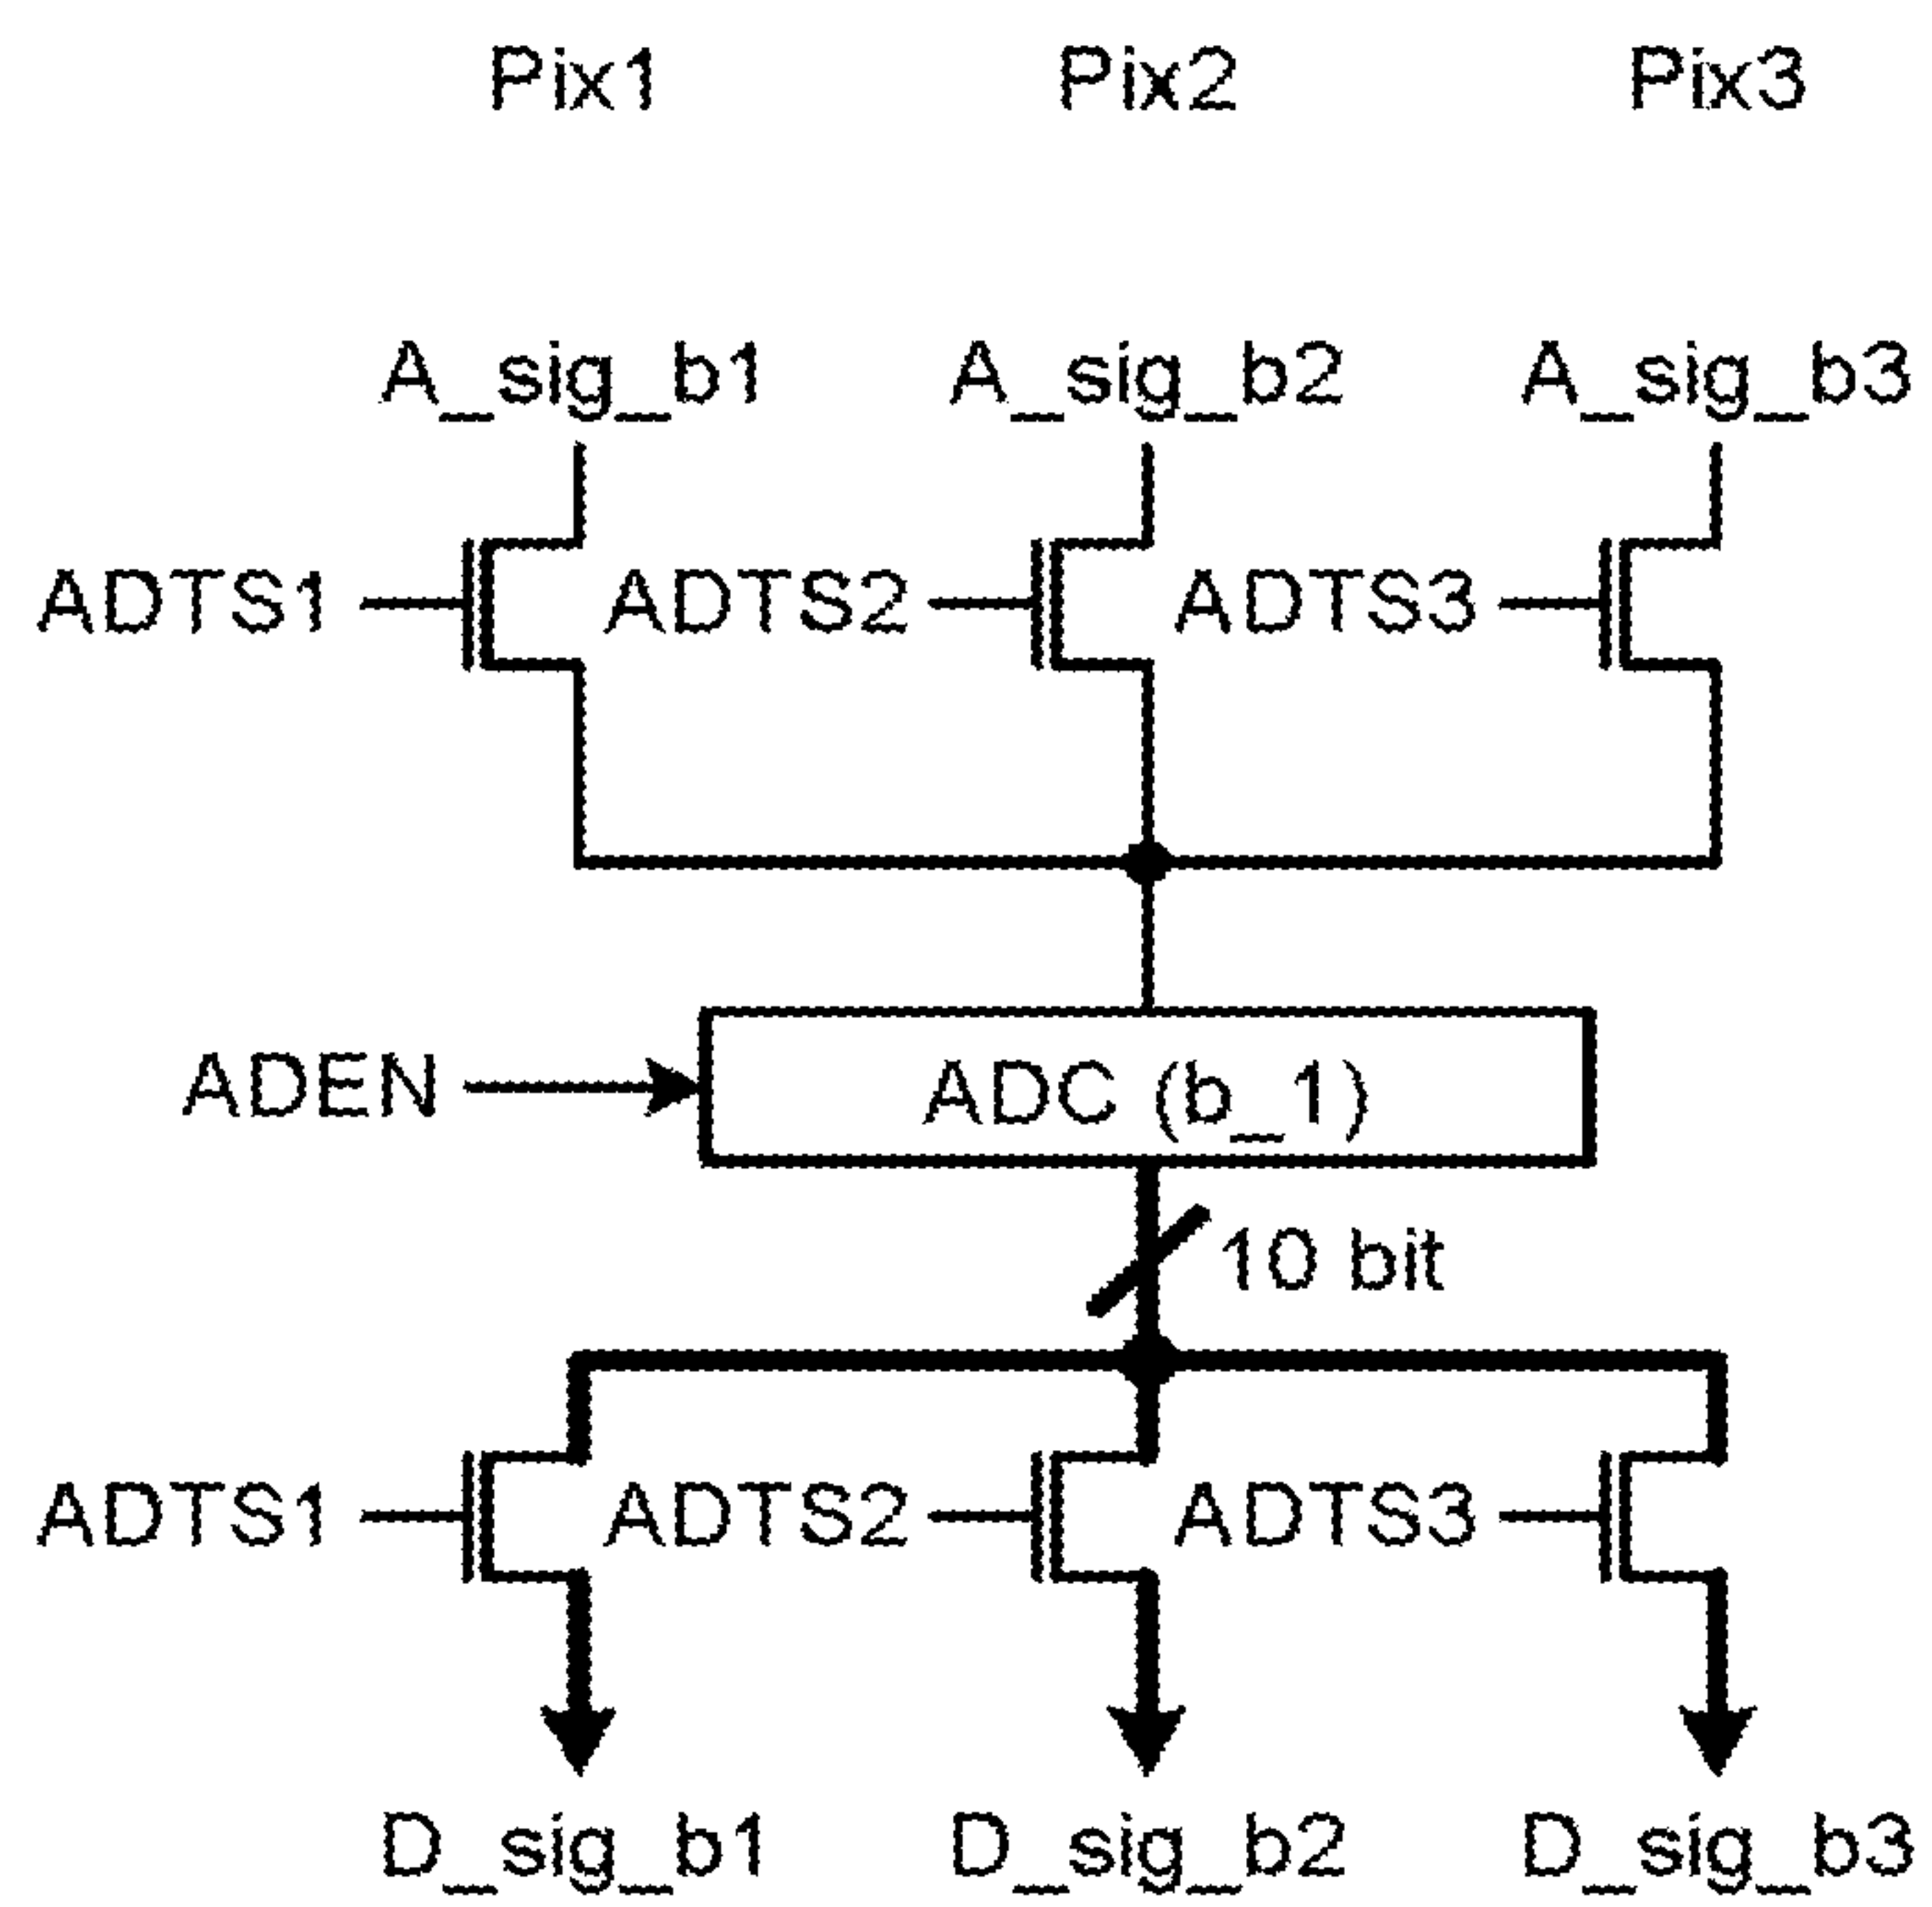 Pix1 Pix2 Pix3
A_sig_b1 A_sig_b2 A_sig_b3
ADTS1 ADTS2 ADTS3
ADEN ADC (b_1)
10 bit
ADTS1 ADTS2 ADTS3
D_sig_b1 D_sig_b2 D_sig_b3